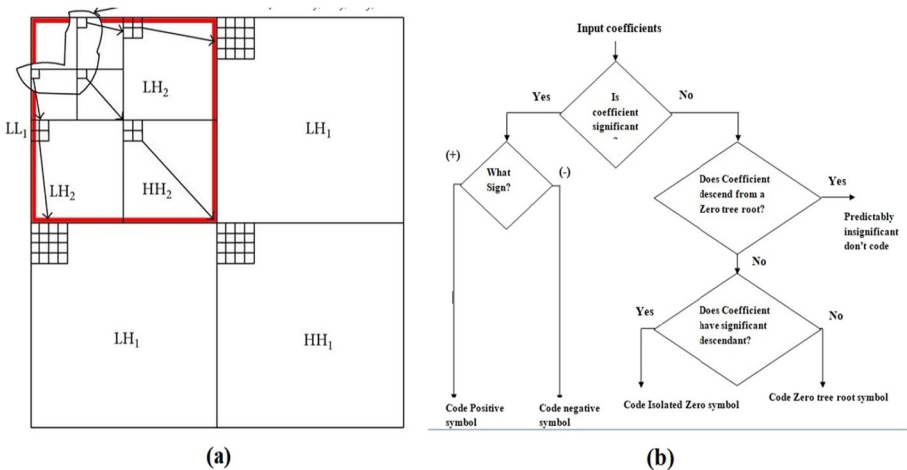 LH₂
LL₁
LH₁
LH₂
HH₂
LH₁
HH₁
(a)
Input coefficients
Is
coefficient
significant
?
Yes
No
(+)
What
Sign?
(-)
Does Coefficient
descend from a
Zero tree root?
Yes
Predictably
insignificant
don't code
No
Does Coefficient
have significant
descendant?
Yes
No
Code Positive
symbol
Code negative
symbol
Code Isolated Zero symbol
Code Zero tree root symbol
(b)